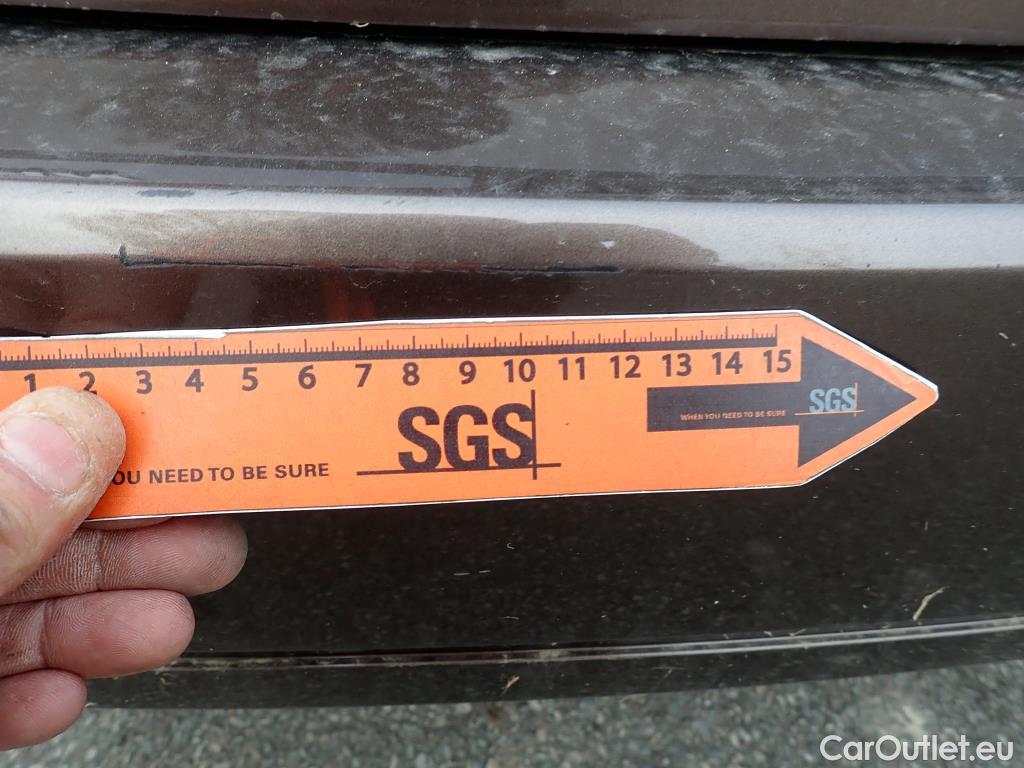 1 2 3 4 5 6 7 8 9 10 11 12 13 14 15
SGS
WHEN YOU NEED TO BE SURE
SGS
OU NEED TO BE SURE
CarOutlet.eu